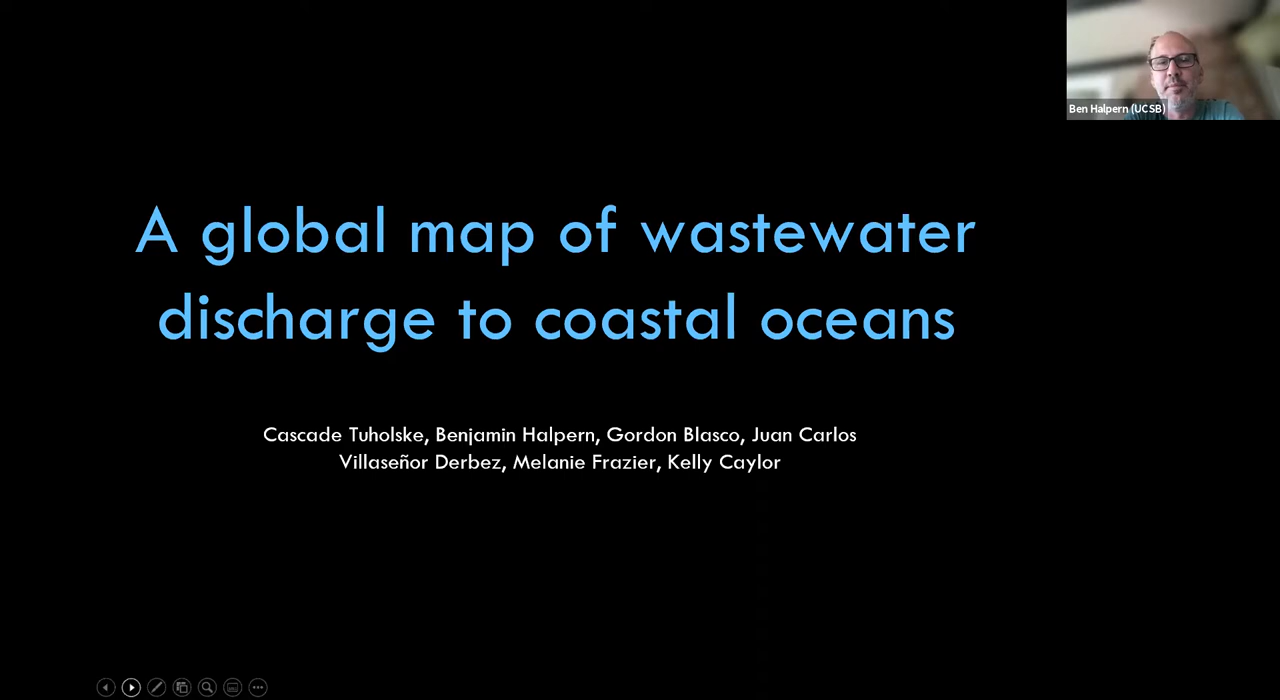 Ben Halpern (UCSB)
A global map of wastewater
discharge to coastal oceans
Cascade Tuholske, Benjamin Halpern, Gordon Blasco, Juan Carlos
Villaseñor Derbez, Melanie Frazier, Kelly Caylor